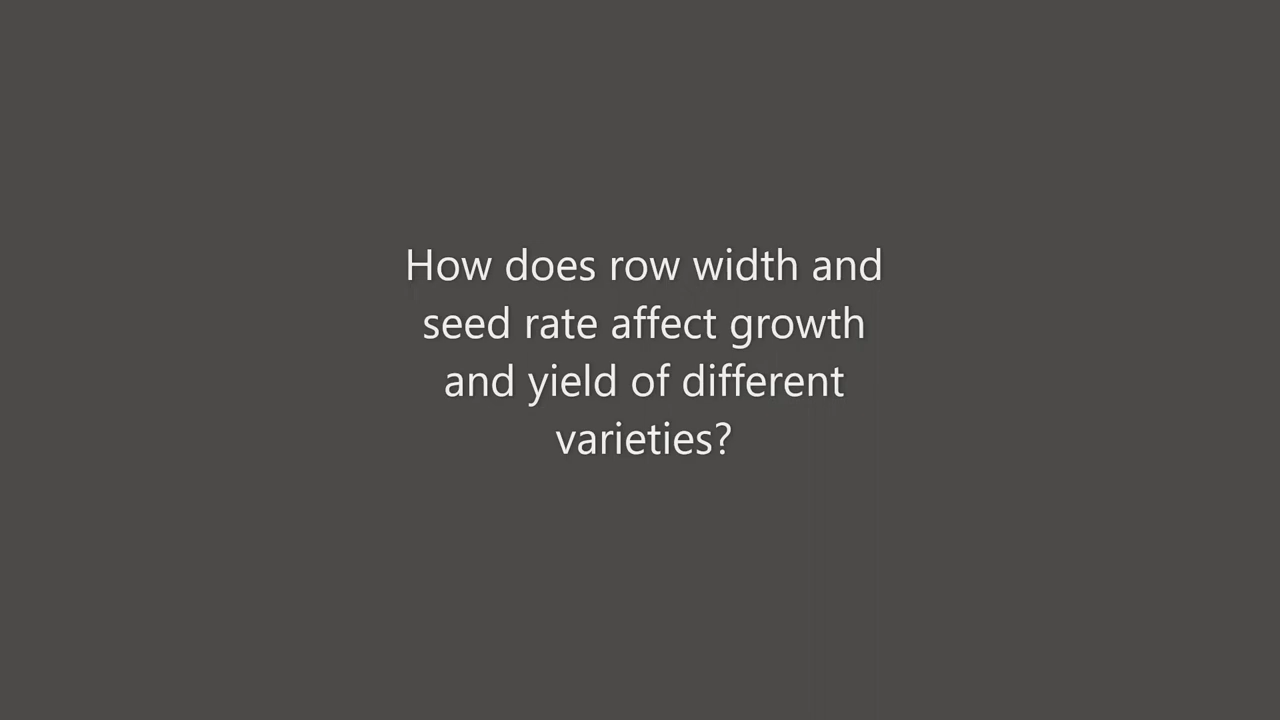 How does row width and
seed rate affect growth
and yield of different
varieties?